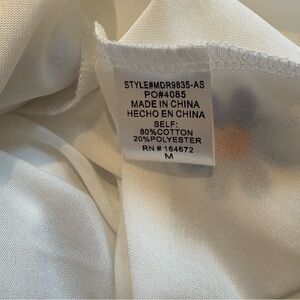 STYLE#MDR9835-AS
PO#4085
MADE IN CHINA
HECHO EN CHINA
SELF:
80%COTTON
20%POLYESTER
RN# 164672
M